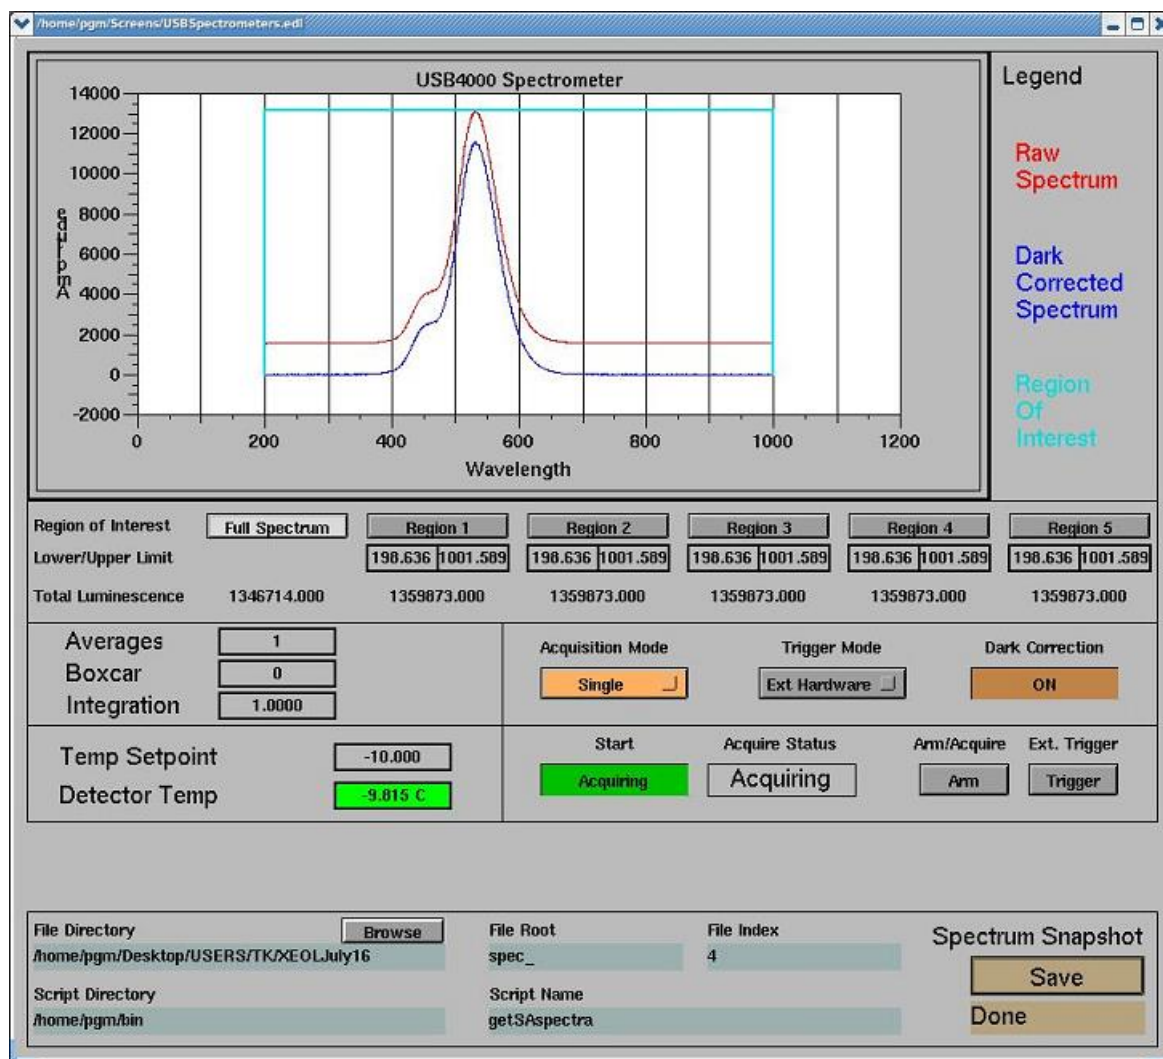 /home/pgm/Screens/USBSpectrometers.edl
USB4000 Spectrometer
Legend
14000
12000
10000
8000
6000
4000
2000
0
-2000
Amplitude
0 200 400 600 800 1000 1200
Wavelength
Raw
Spectrum
Dark
Corrected
Spectrum
Region
Of
Interest
Region of Interest Full Spectrum Region 1 Region 2 Region 3 Region 4 Region 5
Lower/Upper Limit 198.636 1001.589 198.636 1001.589 198.636 1001.589 198.636 1001.589 198.636 1001.589
Total Luminescence 1346714.000 1359873.000 1359873.000 1359873.000 1359873.000 1359873.000
Averages 1
Boxcar 0
Integration 1.0000
Acquisition Mode Trigger Mode Dark Correction
Single Ext Hardware ON
Temp Setpoint -10.000
Detector Temp -9.815 C
Start Acquire Status Arm/Acquire Ext. Trigger
Acquiring Acquiring Arm Trigger
File Directory Browse File Root File Index
/home/pgm/Desktop/USERS/TK/XEOLJuly16 spec_ 4
Script Directory Script Name
/home/pgm/bin getSAspectra
Spectrum Snapshot
Save
Done